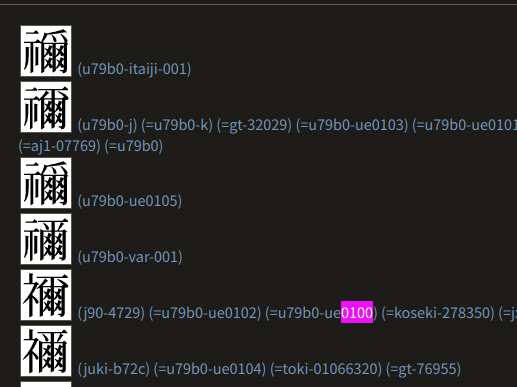 禰 (u79b0-itaiji-001)
禰 (u79b0-j) (=u79b0-k) (=gt-32029) (=u79b0-ue0103) (=u79b0-ue0101
(=aj1-07769) (=u79b0)
禰 (u79b0-ue0105)
禰 (u79b0-var-001)
禰 (j90-4729) (=u79b0-ue0102) (=u79b0-ue0100) (=koseki-278350) (=j
禰 (juki-b72c) (=u79b0-ue0104) (=toki-01066320) (=gt-76955)